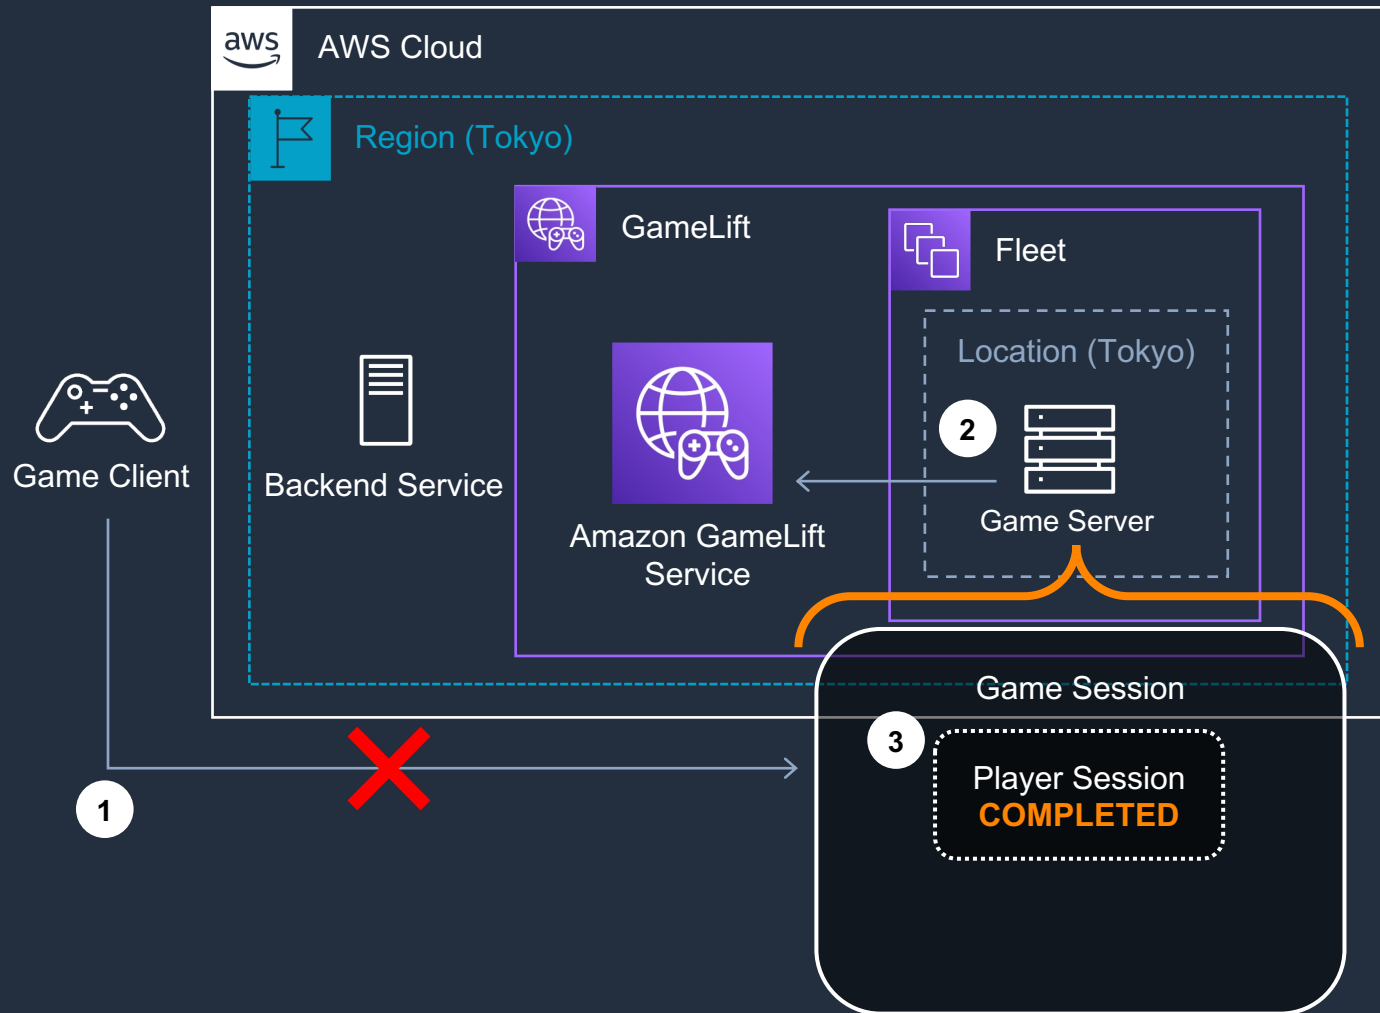 aws
AWS Cloud
Region (Tokyo)
GameLift
Fleet
Location (Tokyo)
2
Game Client
Backend Service
Amazon GameLift
Service
Game Server
Game Session
3
Player Session
COMPLETED
1